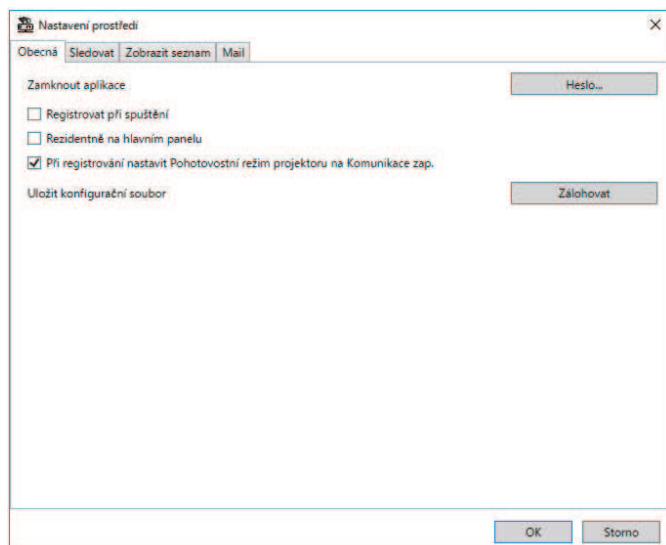 Nastavení prostředí
Obecná Sledovat Zobrazit seznam Mail
Zamknout aplikace Heslo...
Registrovat při spuštění
Rezidentně na hlavním panelu
Při registrování nastavit Pohotovostní režim projektoru na Komunikace zap.
Uložit konfigurační soubor Zálohovat
OK Storno